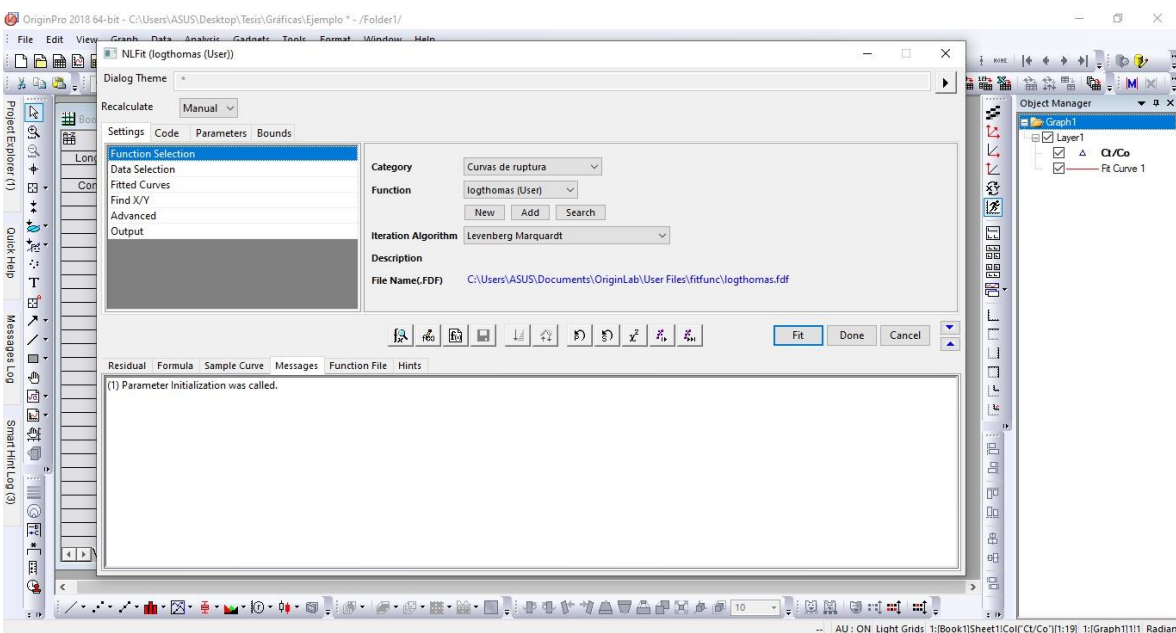 OriginPro 2018 64-bit - C:\Users\ASUS\Desktop\Tesis\Gráficas\Ejemplo * - /Folder1/
File Edit View Graph Data Analysis Gadgets Tools Format Window Help
NLFit (logthomas (User))
Dialog Theme *
Recalculate Manual
Settings Code Parameters Bounds
Function Selection
Data Selection
Fitted Curves
Find X/Y
Advanced
Output
Category Curvas de ruptura
Function logthomas (User)
New Add Search
Iteration Algorithm Levenberg Marquardt
Description
File Name(.FDF) C:\Users\ASUS\Documents\OriginLab\User Files\fitfunc\logthomas.fdf
Fit Done Cancel
Residual Formula Sample Curve Messages Function File Hints
(1) Parameter Initialization was called.
Project Explorer (1)
Quick Help
Messages Log
Smart Hint Log (3)
Boo
Long
Con
MORE
Object Manager
Graph1
Layer1
Ct/Co
Fit Curve 1
10
-- AU : ON Light Grids 1:[Book1]Sheet1!Col("Ct/Co")[1:19] 1:[Graph1]1!1 Radian